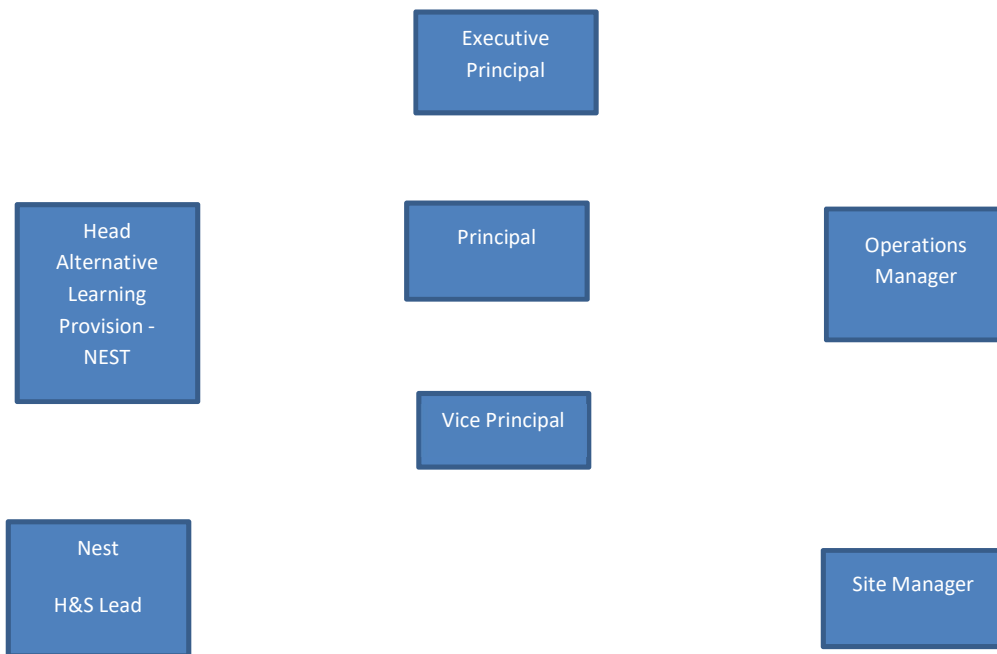 Executive
Principal
Head
Alternative
Learning
Provision -
NEST
Principal
Operations
Manager
Vice Principal
Nest
H&S Lead
Site Manager